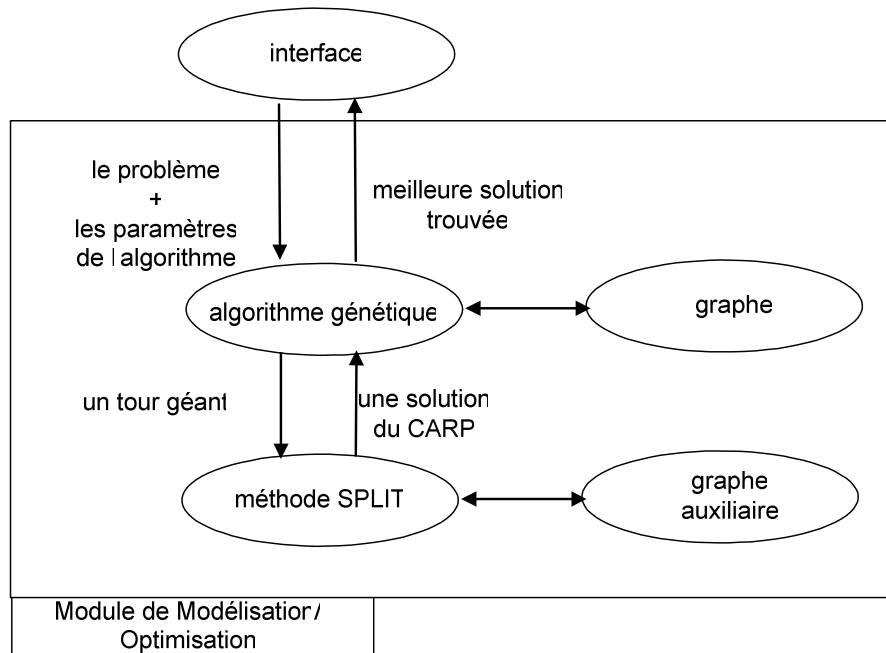 interface
le problème
+
les paramètres
de l algorithme
meilleure solution
trouvée
algorithme génétique
graphe
un tour géant
une solution
du CARP
méthode SPLIT
graphe
auxiliaire
Module de Modélisation/
Optimisation